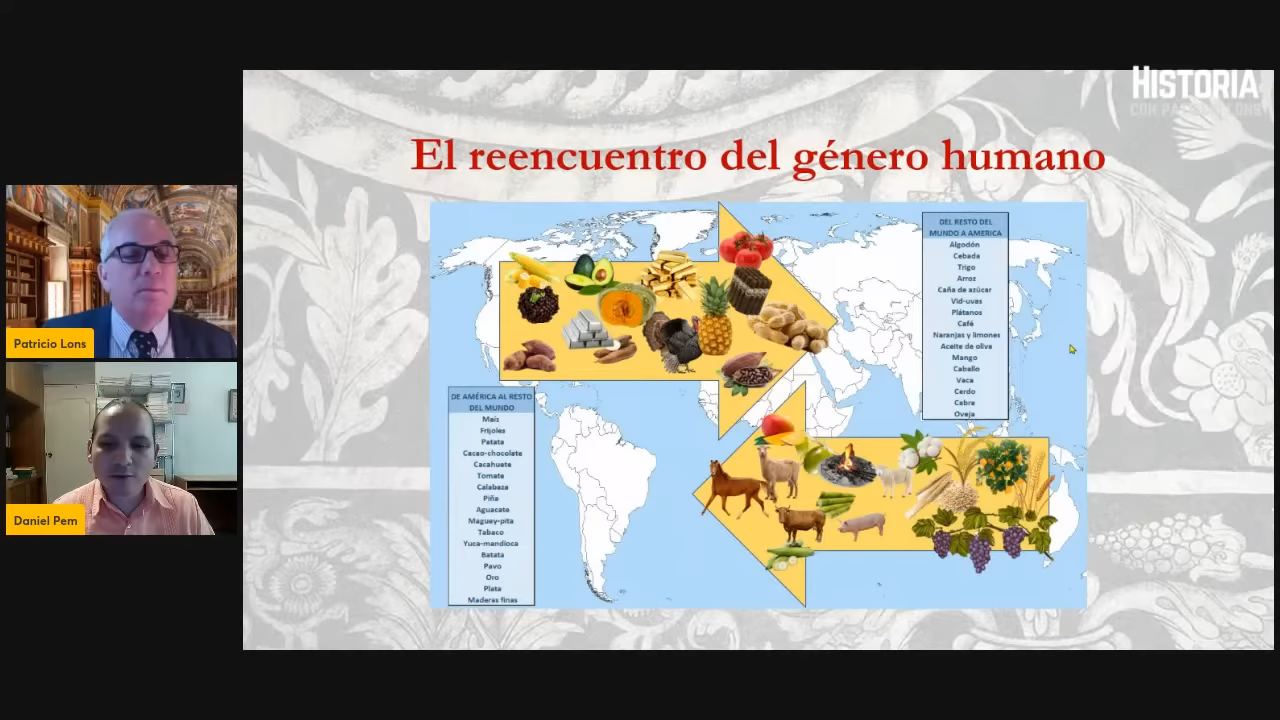 HISTORIA
CON PATRICIO LONS
El reencuentro del género humano
Patricio Lons
Daniel Pem
DE AMÉRICA AL RESTO
DEL MUNDO
Maíz
Frijoles
Patata
Cacao-chocolate
Cacahuete
Tomate
Calabaza
Piña
Aguacate
Maguey-pita
Tabaco
Yuca-mandioca
Batata
Pavo
Oro
Plata
Maderas finas
DEL RESTO DEL
MUNDO A AMERICA
Algodón
Cebada
Trigo
Arroz
Caña de azúcar
Vid-uvas
Plátanos
Café
Naranjas y limones
Aceite de oliva
Mango
Caballo
Vaca
Cerdo
Cabra
Oveja